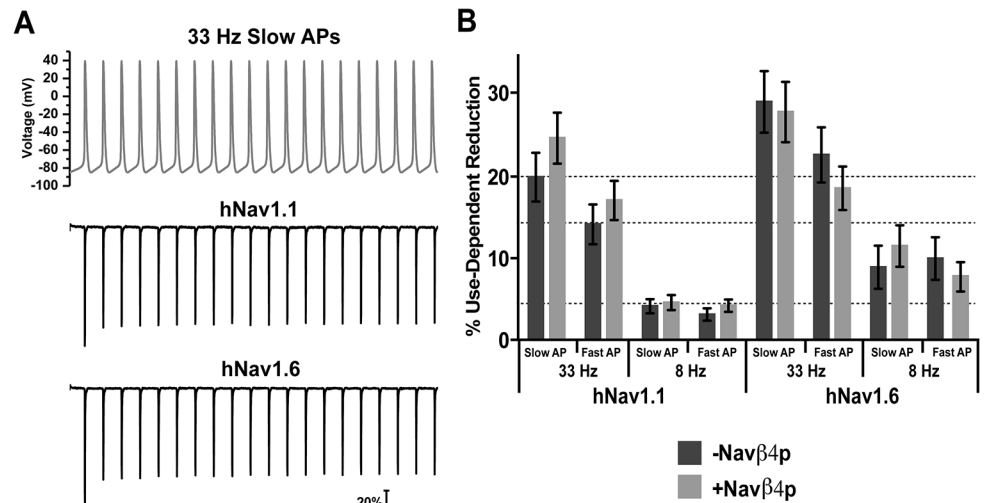 A
33 Hz Slow APs
Voltage (mV)
40
20
0
-20
-40
-60
-80
-100
hNav1.1
hNav1.6
20%
B
% Use-Dependent Reduction
30
20
10
0
Slow AP Fast AP Slow AP Fast AP Slow AP Fast AP Slow AP Fast AP
33 Hz 8 Hz 33 Hz 8 Hz
hNav1.1 hNav1.6
-Navβ4p
+Navβ4p